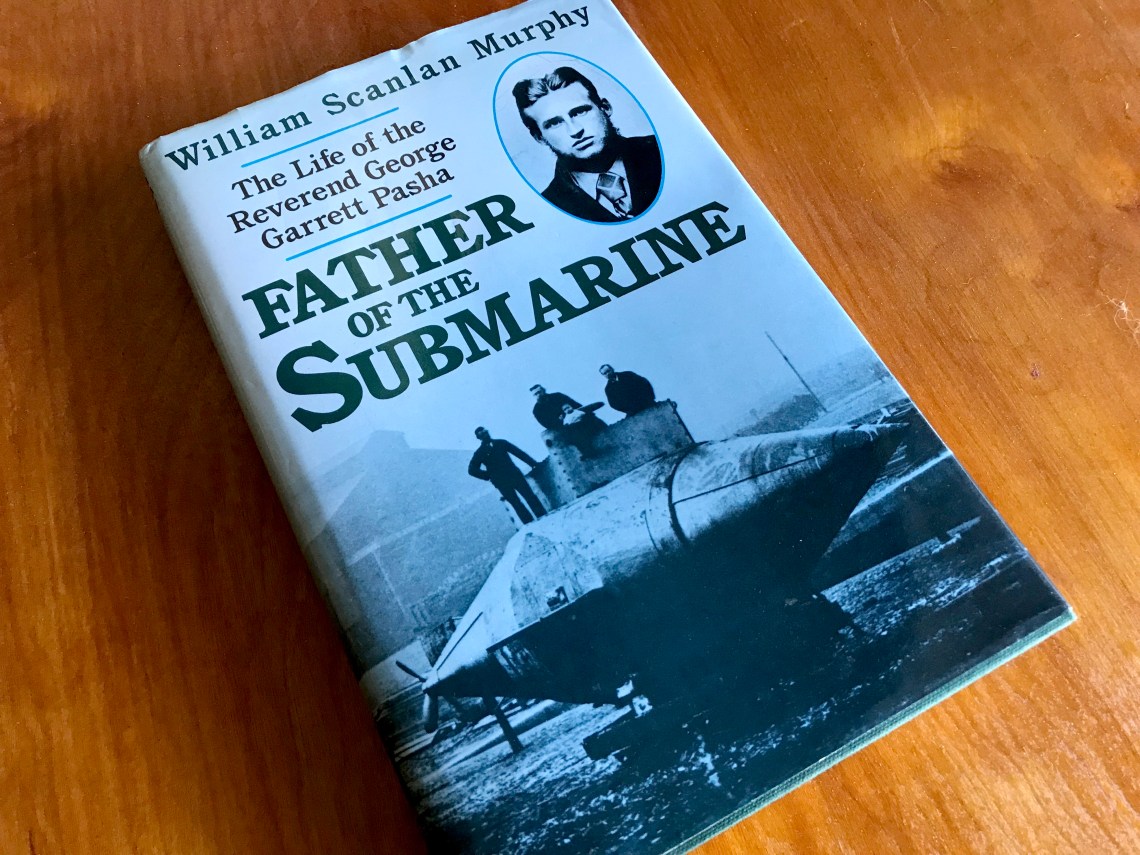 William Scanlan Murphy
The Life of the
Reverend George
Garrett Pasha
FATHER
OF THE
SUBMARINE